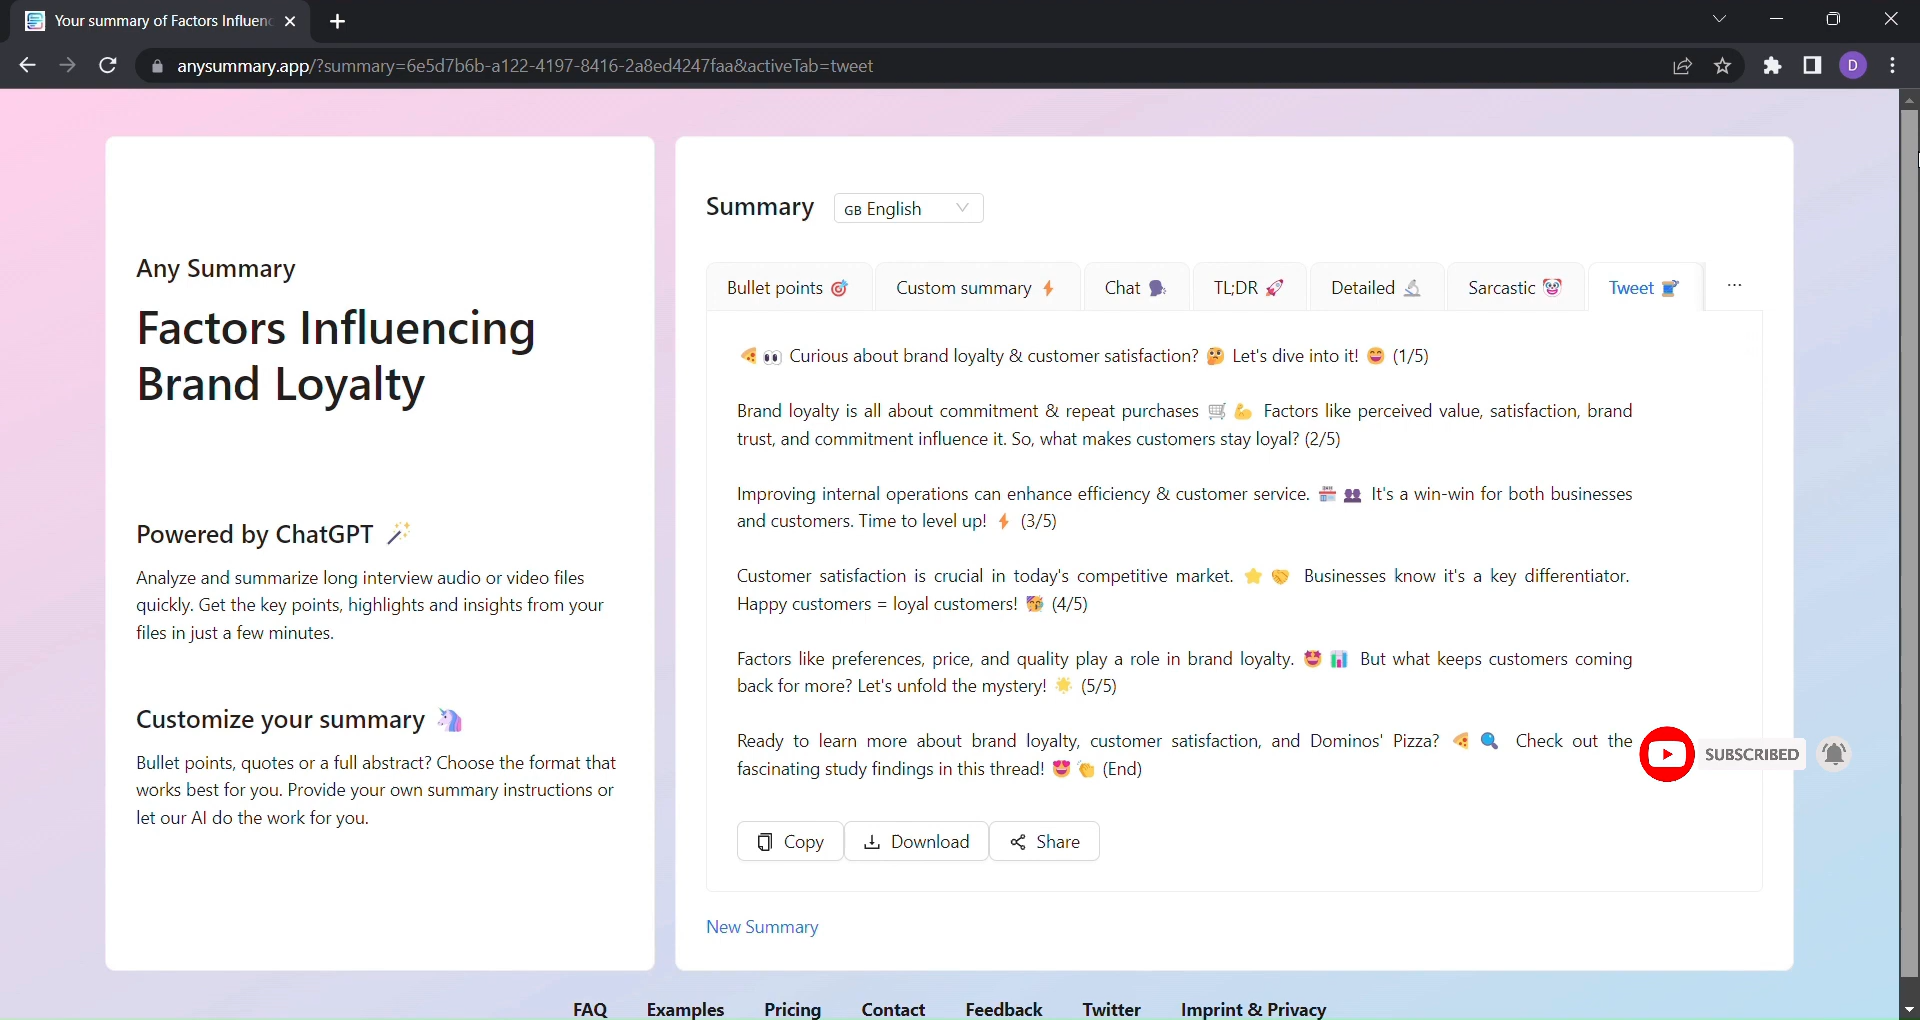 Your summary of Factors Influenc
anysummary.app/?summary=6e5d7b6b-a122-4197-8416-2a8ed4247faa&activeTab=tweet
D
Any Summary
Factors Influencing
Brand Loyalty
Powered by ChatGPT 🪄
Analyze and summarize long interview audio or video files
quickly. Get the key points, highlights and insights from your
files in just a few minutes.
Customize your summary 🦄
Bullet points, quotes or a full abstract? Choose the format that
works best for you. Provide your own summary instructions or
let our AI do the work for you.
Summary GB English
Bullet points 🎯 Custom summary ⚡ Chat 🗣️ TL;DR 🚀 Detailed 🔬 Sarcastic 🤡 Tweet 🧵 ...
🍕👀 Curious about brand loyalty & customer satisfaction? 🤔 Let's dive into it! 😄 (1/5)
Brand loyalty is all about commitment & repeat purchases 🛒💪 Factors like perceived value, satisfaction, brand
trust, and commitment influence it. So, what makes customers stay loyal? (2/5)
Improving internal operations can enhance efficiency & customer service. 🏪👥 It's a win-win for both businesses
and customers. Time to level up! ⚡ (3/5)
Customer satisfaction is crucial in today's competitive market. ⭐🤝 Businesses know it's a key differentiator.
Happy customers = loyal customers! 🥳 (4/5)
Factors like preferences, price, and quality play a role in brand loyalty. 🤩📊 But what keeps customers coming
back for more? Let's unfold the mystery! 🌟 (5/5)
Ready to learn more about brand loyalty, customer satisfaction, and Dominos' Pizza? 🍕🔍 Check out the
fascinating study findings in this thread! 😍👏 (End)
SUBSCRIBED
Copy Download Share
New Summary
FAQ Examples Pricing Contact Feedback Twitter Imprint & Privacy